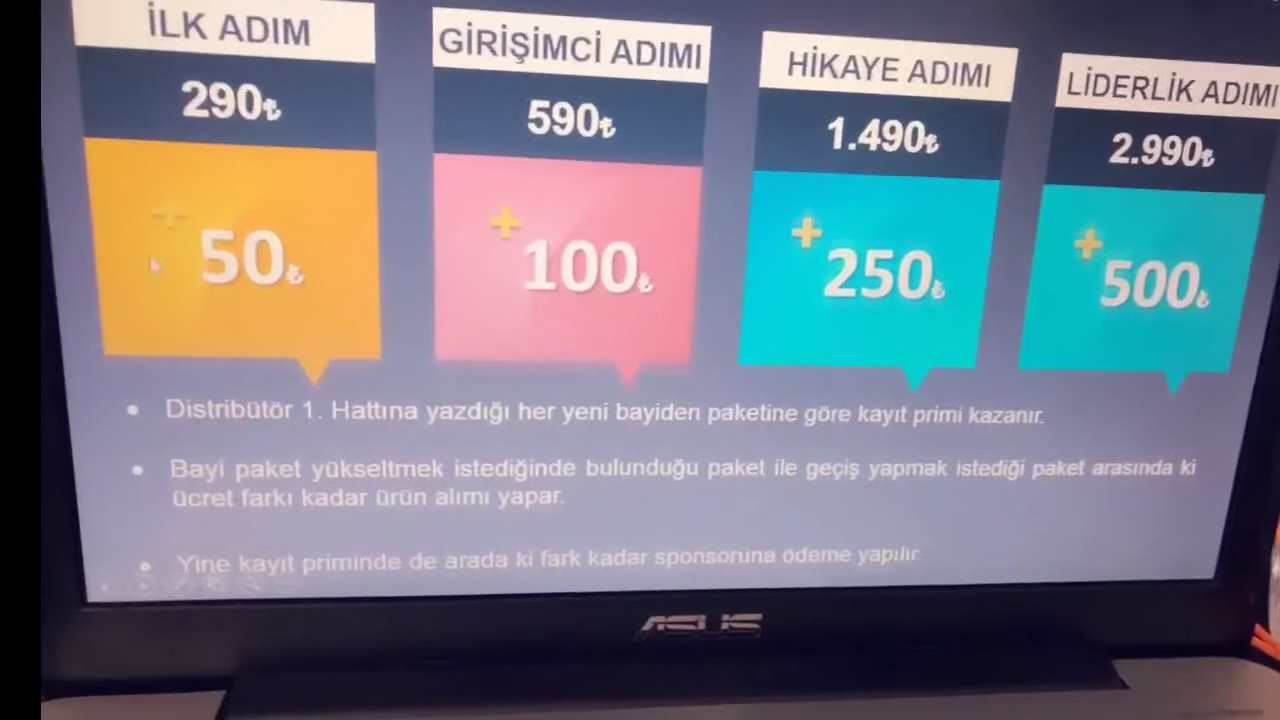 İLK ADIM
290₺
+
50₺
GİRİŞİMCİ ADIMI
590₺
+
100₺
HİKAYE ADIMI
1.490₺
+
250₺
LİDERLİK ADIMI
2.990₺
+
500₺
• Distribütör 1. Hattına yazdığı her yeni bayiden paketine göre kayıt primi kazanır.
• Bayi paket yükseltmek istediğinde bulunduğu paket ile geçiş yapmak istediği paket arasında ki
ücret farkı kadar ürün alımı yapar.
• Yine kayıt priminde de arada ki fark kadar sponsoruna ödeme yapılır
ASUS